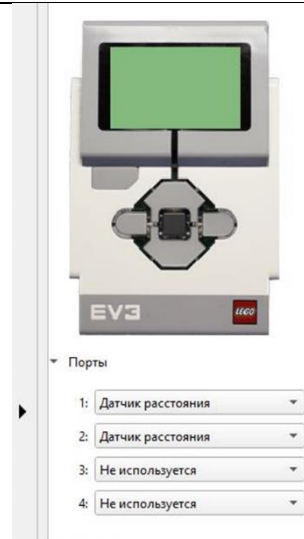 EV3
LEGO
Порты
1: Датчик расстояния
2: Датчик расстояния
3: Не используется
4: Не используется